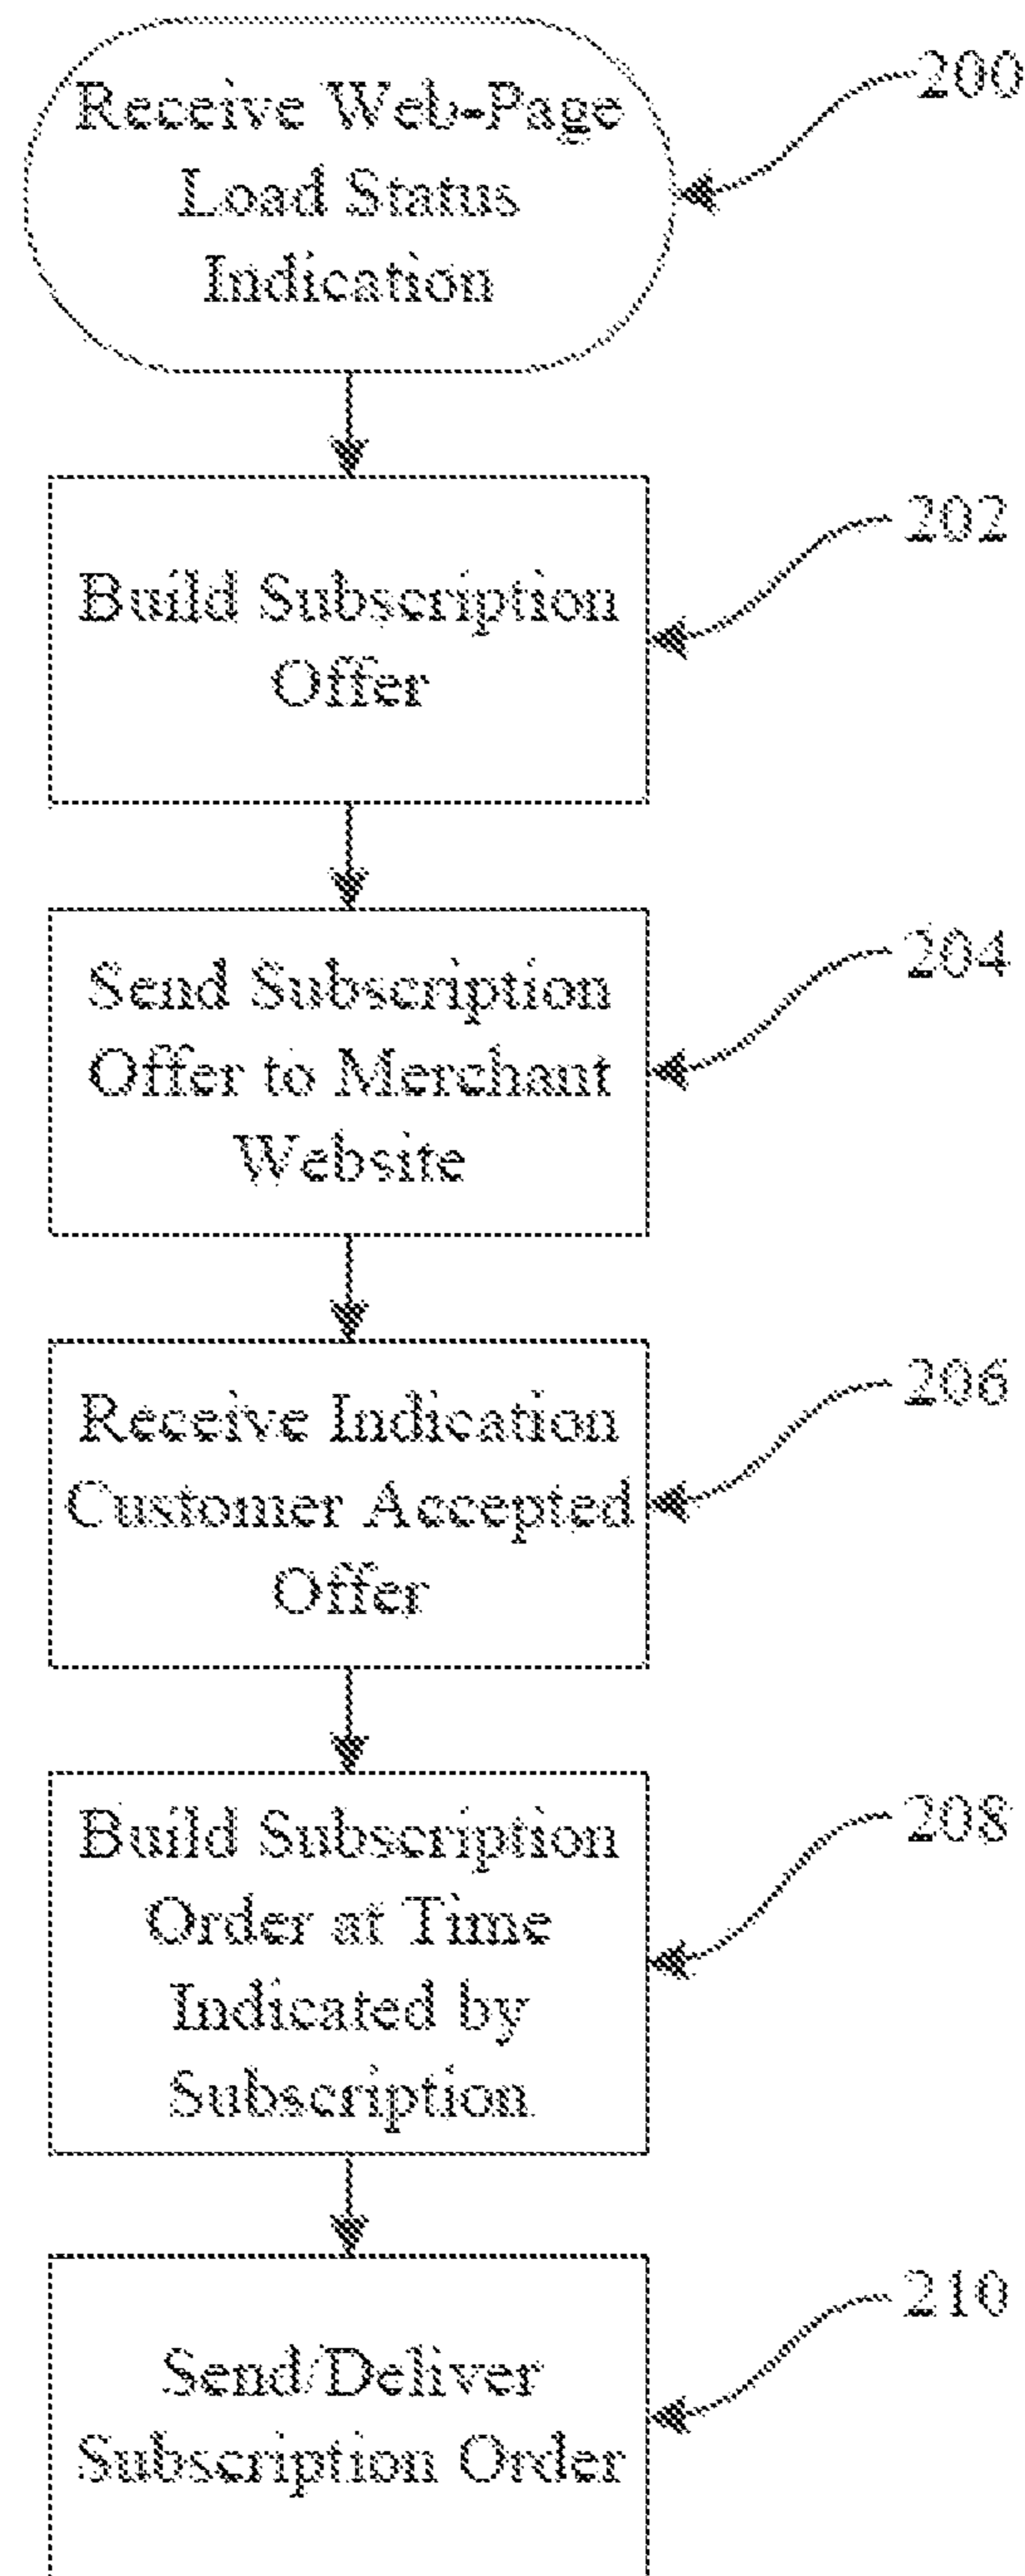 Receive Web-Page
Load Status
Indication
200
Build Subscription
Offer
202
Send Subscription
Offer to Merchant
Website
204
Receive Indication
Customer Accepted
Offer
206
Build Subscription
Order at Time
Indicated by
Subscription
208
Send/Deliver
Subscription Order
210